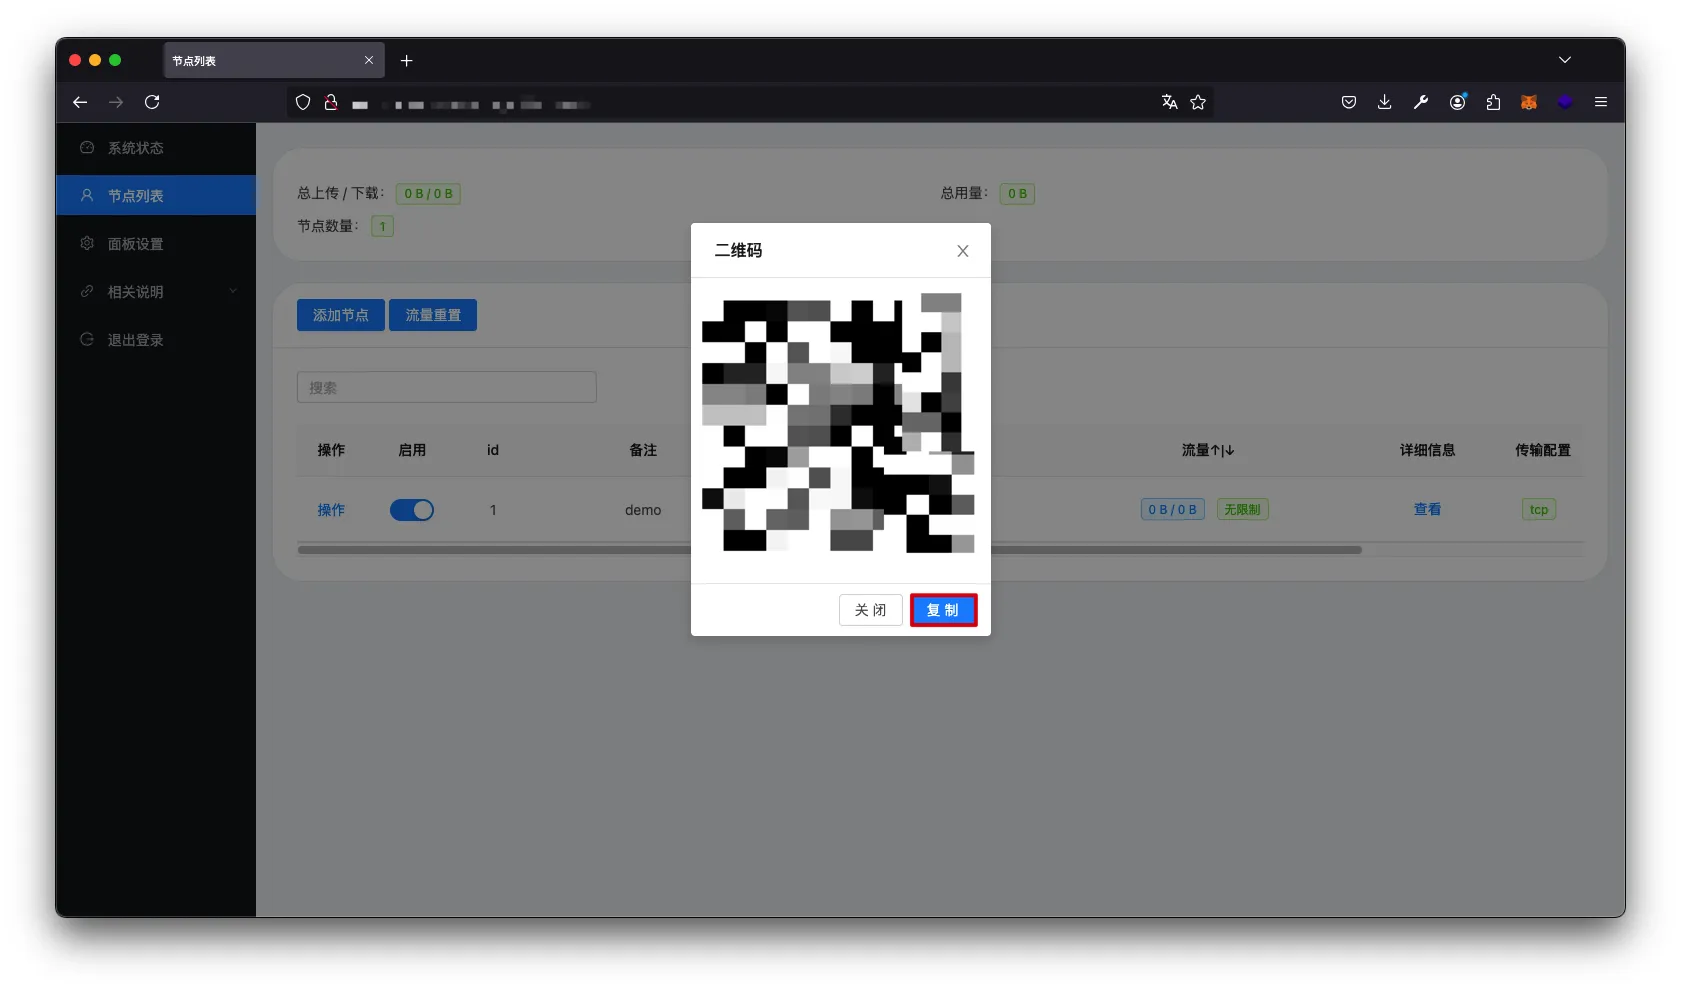 节点列表
系统状态
节点列表
面板设置
相关说明
退出登录
总上传 / 下载： 0 B / 0 B
总用量： 0 B
节点数量： 1
添加节点 流量重置
搜索
操作 启用 id 备注 流量↑|↓ 详细信息 传输配置
操作 1 demo 0 B / 0 B 无限制 查看 tcp
二维码
关 闭 复 制